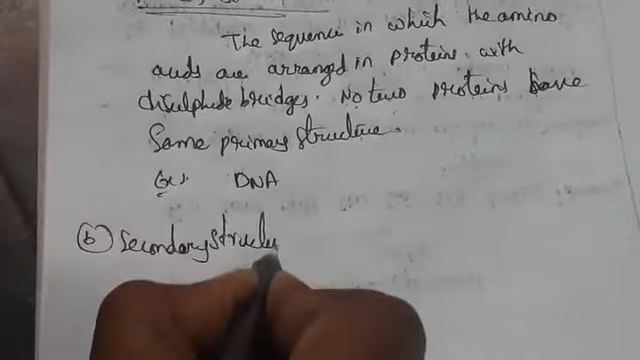 The sequence in which the amino
acids are arranged in proteins with
disulphide bridges. No two proteins have
Same primary structure.
Ex: DNA
(b) Secondary structu